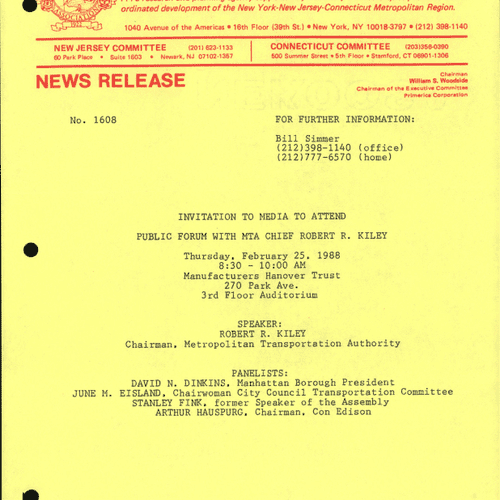 ordinated development of the New York-New Jersey-Connecticut Metropolitan Region.
1040 Avenue of the Americas • 16th Floor (39th St.) • New York, NY 10018-3797 • (212) 398-1140
NEW JERSEY COMMITTEE (201) 622-1133
60 Park Place • Suite 1603 • Newark, NJ 07102-1387
CONNECTICUT COMMITTEE (203)358-0390
500 Summer Street • 5th Floor • Stamford, CT 06801-1306
NEWS RELEASE
Chairman
William S. Woodside
Chairman of the Executive Committee
Primerica Corporation
No. 1608
FOR FURTHER INFORMATION:
Bill Simmer
(212)398-1140 (office)
(212)777-6570 (home)
INVITATION TO MEDIA TO ATTEND
PUBLIC FORUM WITH MTA CHIEF ROBERT R. KILEY
Thursday, February 25, 1988
8:30 - 10:00 AM
Manufacturers Hanover Trust
270 Park Ave.
3rd Floor Auditorium
SPEAKER:
ROBERT R. KILEY
Chairman, Metropolitan Transportation Authority
PANELISTS:
DAVID N. DINKINS, Manhattan Borough President
JUNE M. EISLAND, Chairwoman City Council Transportation Committee
STANLEY FINK, former Speaker of the Assembly
ARTHUR HAUSPURG, Chairman, Con Edison